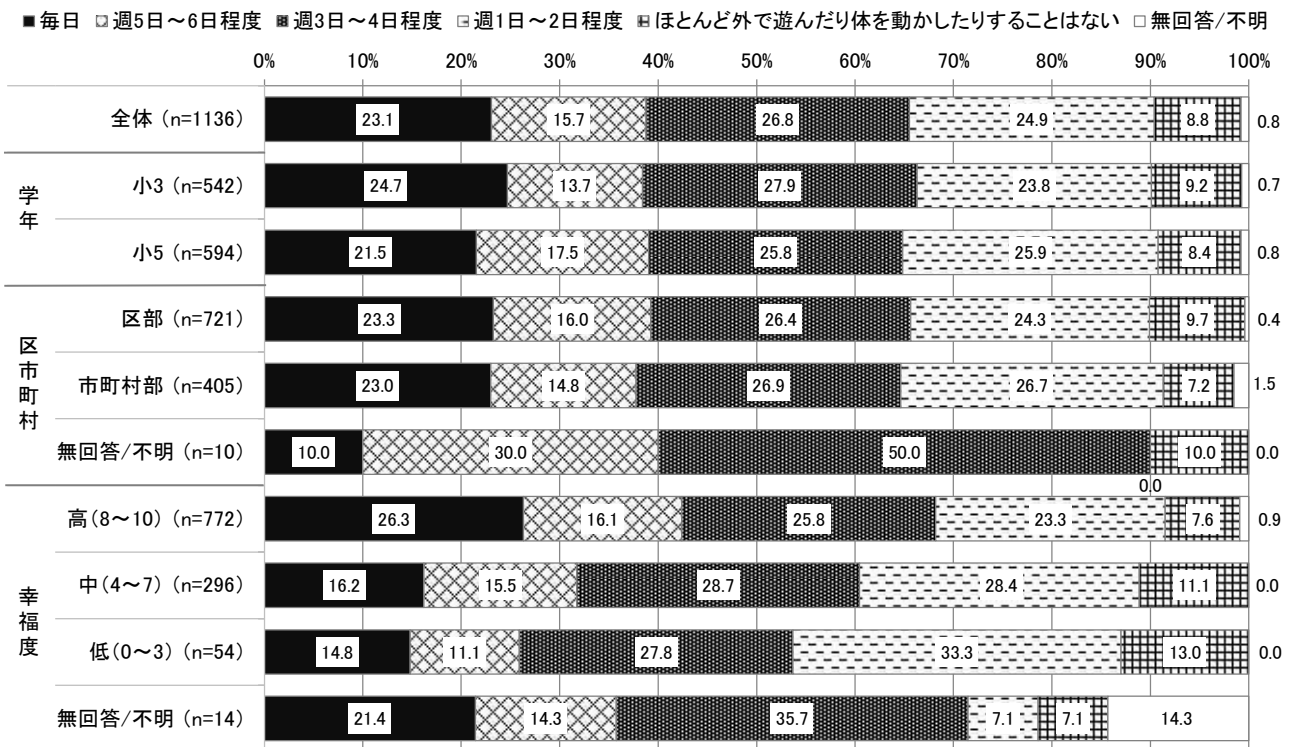 ■毎日 □週5日～6日程度 ■週3日～4日程度 □週1日～2日程度 □ほとんど外で遊んだり体を動かしたりすることはない □無回答/不明
0% 10% 20% 30% 40% 50% 60% 70% 80% 90% 100%
全体 (n=1136) 23.1 15.7 26.8 24.9 8.8 0.8
学年
小3 (n=542) 24.7 13.7 27.9 23.8 9.2 0.7
小5 (n=594) 21.5 17.5 25.8 25.9 8.4 0.8
区市町村
区部 (n=721) 23.3 16.0 26.4 24.3 9.7 0.4
市町村部 (n=405) 23.0 14.8 26.9 26.7 7.2 1.5
無回答/不明 (n=10) 10.0 30.0 50.0 10.0 0.0
0.0
幸福度
高(8～10) (n=772) 26.3 16.1 25.8 23.3 7.6 0.9
中(4～7) (n=296) 16.2 15.5 28.7 28.4 11.1 0.0
低(0～3) (n=54) 14.8 11.1 27.8 33.3 13.0 0.0
無回答/不明 (n=14) 21.4 14.3 35.7 7.1 7.1 14.3